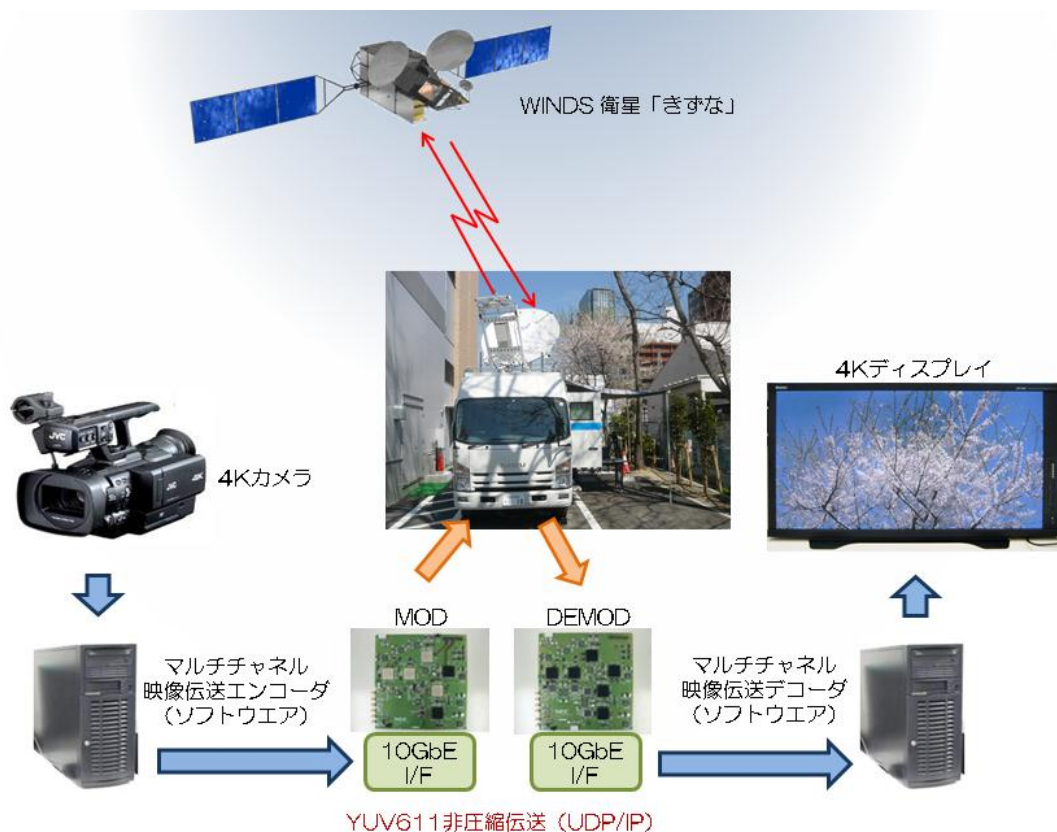 WINDS 衛星「きずな」
4Kディスプレイ
JVC
4Kカメラ
JVC
4K
MOD
DEMOD
マルチチャネル
映像伝送エンコーダ
（ソフトウエア）
マルチチャネル
映像伝送デコーダ
（ソフトウエア）
10GbE
I/F
10GbE
I/F
YUV611非圧縮伝送（UDP/IP）